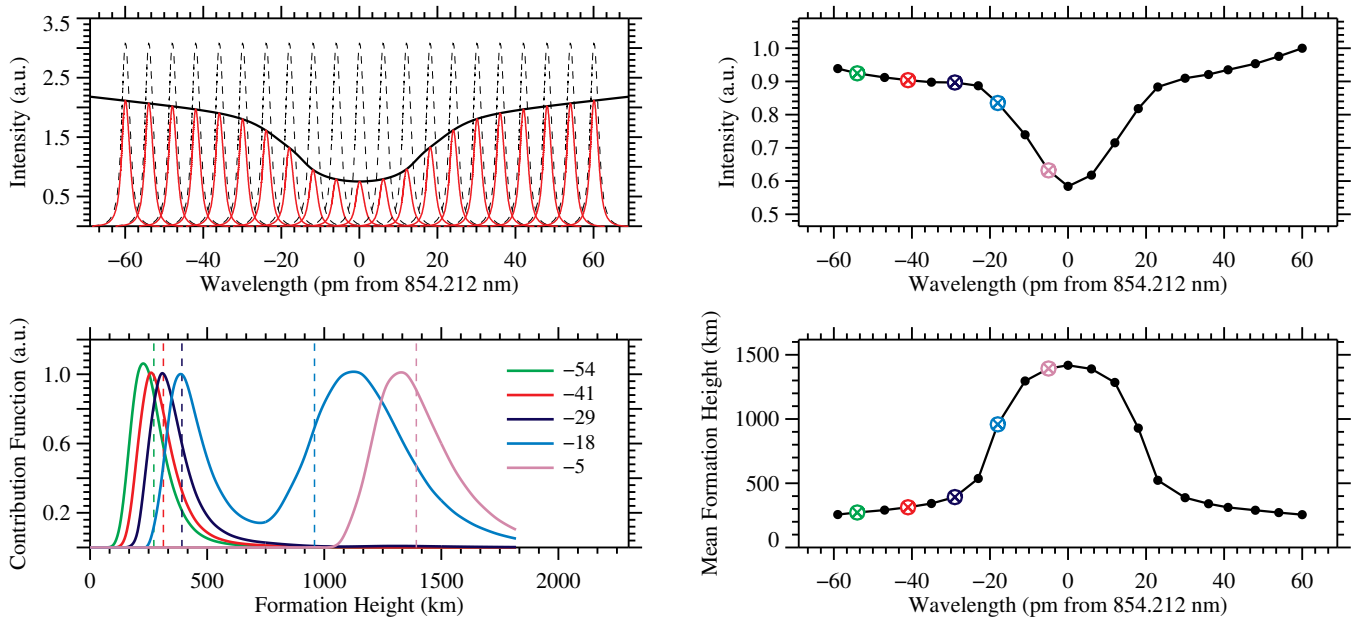 3.5
2.5
1.5
0.5
Intensity (a.u.)
−60 −40 −20 0 20 40 60
Wavelength (pm from 854.212 nm)
1.0
0.9
0.8
0.7
0.6
0.5
Intensity (a.u.)
−60 −40 −20 0 20 40 60
Wavelength (pm from 854.212 nm)
1.0
0.6
0.2
Contribution Function (a.u.)
−54
−41
−29
−18
−5
0 500 1000 1500 2000
Formation Height (km)
1500
1000
500
0
Mean Formation Height (km)
−60 −40 −20 0 20 40 60
Wavelength (pm from 854.212 nm)